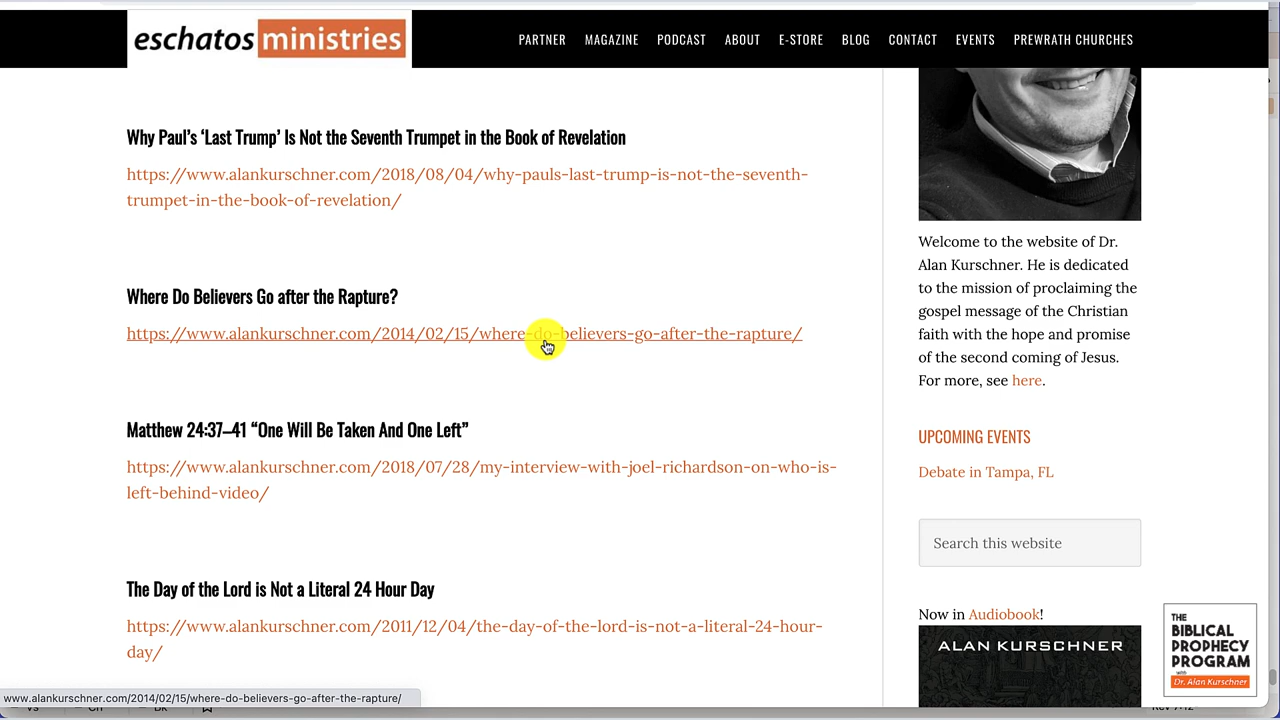 eschatos ministries
PARTNER MAGAZINE PODCAST ABOUT E-STORE BLOG CONTACT EVENTS PREWRATH CHURCHES
Why Paul’s ‘Last Trump’ Is Not the Seventh Trumpet in the Book of Revelation
https://www.alankurschner.com/2018/08/04/why-pauls-last-trump-is-not-the-seventh-
trumpet-in-the-book-of-revelation/
Where Do Believers Go after the Rapture?
https://www.alankurschner.com/2014/02/15/where-do-believers-go-after-the-rapture/
Matthew 24:37–41 “One Will Be Taken And One Left”
https://www.alankurschner.com/2018/07/28/my-interview-with-joel-richardson-on-who-is-
left-behind-video/
The Day of the Lord is Not a Literal 24 Hour Day
https://www.alankurschner.com/2011/12/04/the-day-of-the-lord-is-not-a-literal-24-hour-
day/
www.alankurschner.com/2014/02/15/where-do-believers-go-after-the-rapture/
Welcome to the website of Dr.
Alan Kurschner. He is dedicated
to the mission of proclaiming the
gospel message of the Christian
faith with the hope and promise
of the second coming of Jesus.
For more, see here.
UPCOMING EVENTS
Debate in Tampa, FL
Search this website
Now in Audiobook!
ALAN KURSCHNER
THE
BIBLICAL
PROPHECY
PROGRAM
with
Dr. Alan Kurschner